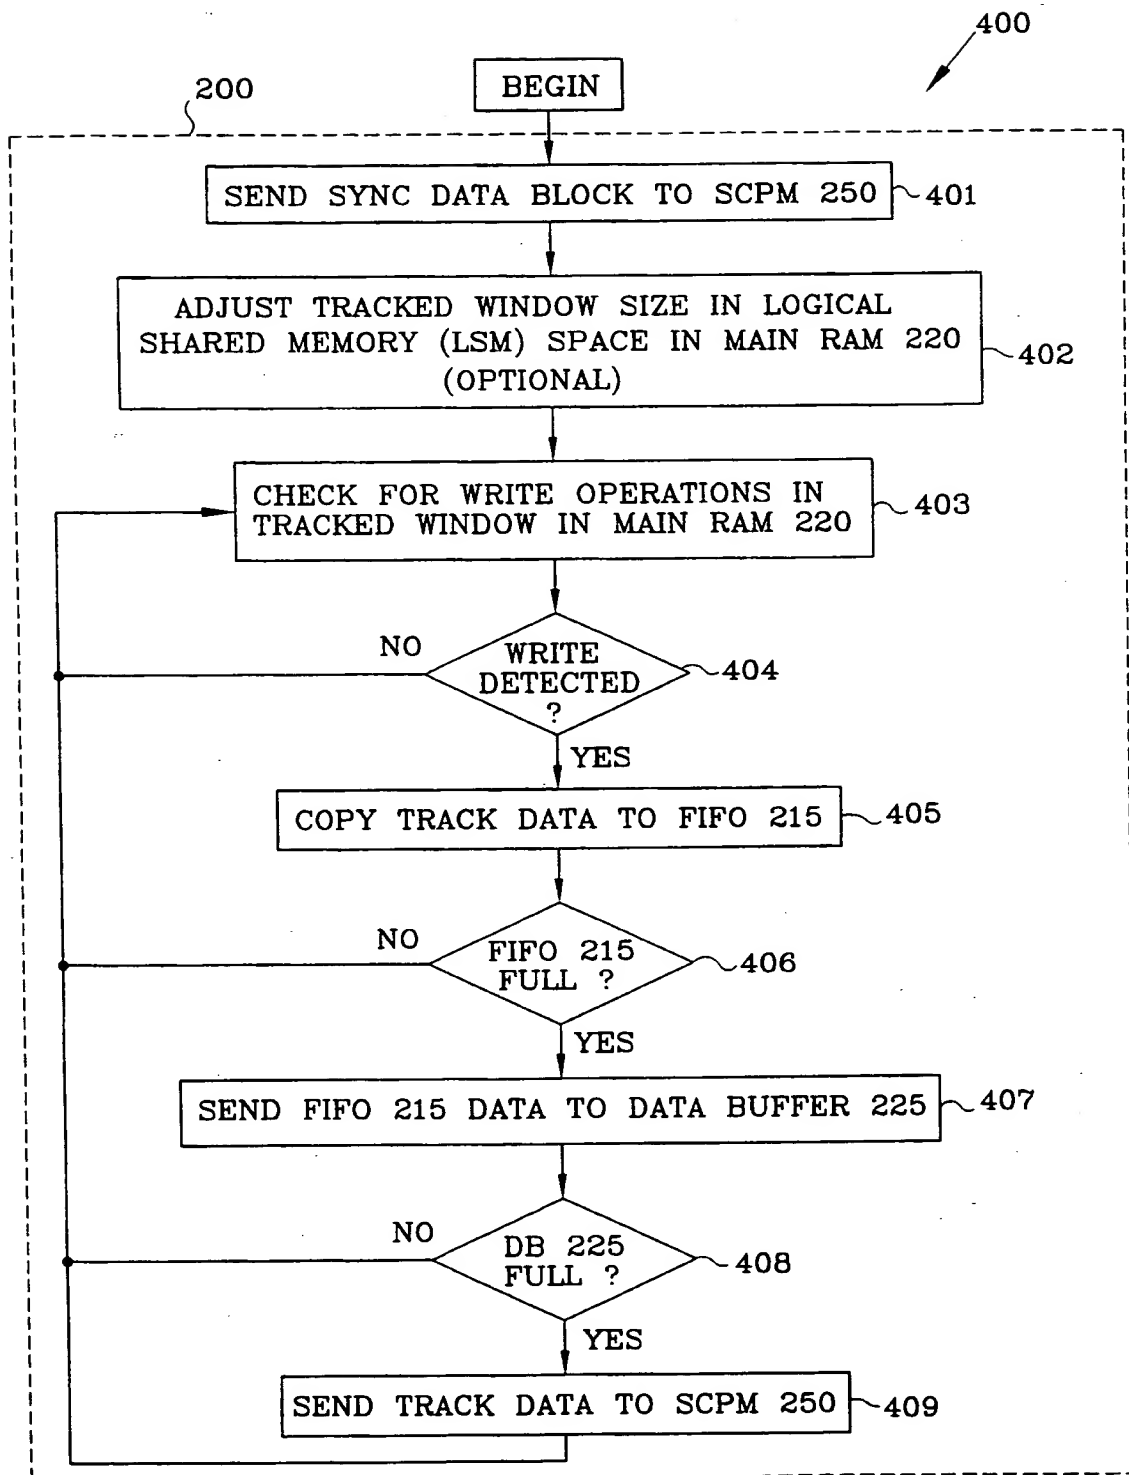 400
BEGIN
200
SEND SYNC DATA BLOCK TO SCPM 250
401
ADJUST TRACKED WINDOW SIZE IN LOGICAL
SHARED MEMORY (LSM) SPACE IN MAIN RAM 220
(OPTIONAL)
402
CHECK FOR WRITE OPERATIONS IN
TRACKED WINDOW IN MAIN RAM 220
403
NO
WRITE
DETECTED
?
404
YES
COPY TRACK DATA TO FIFO 215
405
NO
FIFO 215
FULL ?
406
YES
SEND FIFO 215 DATA TO DATA BUFFER 225
407
NO
DB 225
FULL ?
408
YES
SEND TRACK DATA TO SCPM 250
409